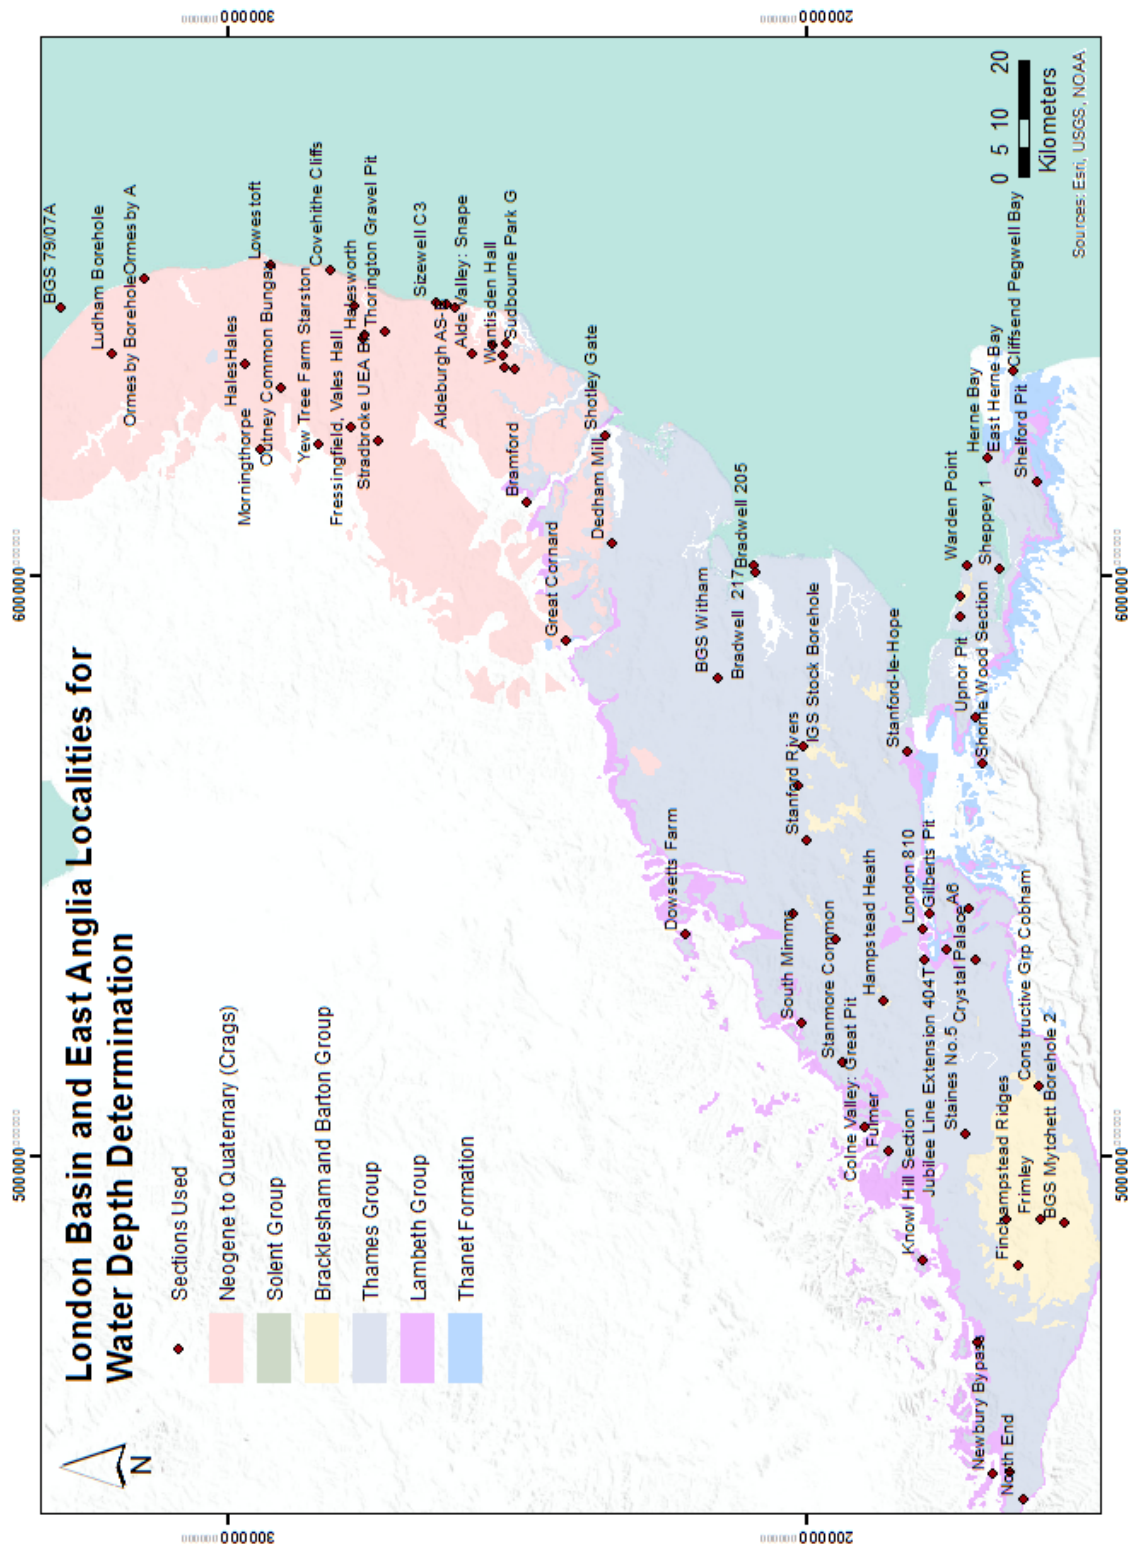 London Basin and East Anglia Localities for
Water Depth Determination
N
Sections Used
Neogene to Quaternary (Crags)
Solent Group
Bracklesham and Barton Group
Thames Group
Lambeth Group
Thanet Formation
500000
600000
300000
200000
500000
600000
300000
200000
BGS 79/07A
Ludham Borehole
Ormesby Borehole
Ormesby A
Hales
Hales
Lowestoft
Morningthorpe
Outney Common Bungay
Covehithe Cliffs
Yew Tree Farm Starston
Halesworth
Fressingfield, Vales Hall
Thorington Gravel Pit
Stradbroke UEA
Sizewell C3
Aldeburgh AS-
Alde Valley: Snape
Wantisden Hall
Sudbourne Park G
Bramford
Shotley Gate
Great Cornard
Dedham Mill
BGS Witham
Bradwell 217
Bradwell 205
Dowsetts Farm
Stanford Rivers
IGS Stock Borehole
Stanford-le-Hope
South Mimms
Stanmore Common
Colne Valley: Great Pit
Hampstead Heath
Fulmer
London 810
Gilberts Pit
Knowl Hill Section
Jubilee Line Extension 404T
Crystal Palace
A6
Staines No.5
Constructive Grp Cobham
Finchampstead Ridges
Frimley
BGS Mytchett Borehole 2
Newbury Bypass
North End
Warden Point
Sheppey 1
Upnor Pit
Shorne Wood Section
Herne Bay
East Herne Bay
Shelford Pit
Cliffsend Pegwell Bay
0 5 10 20
Kilometers
Sources: Esri, USGS, NOAA